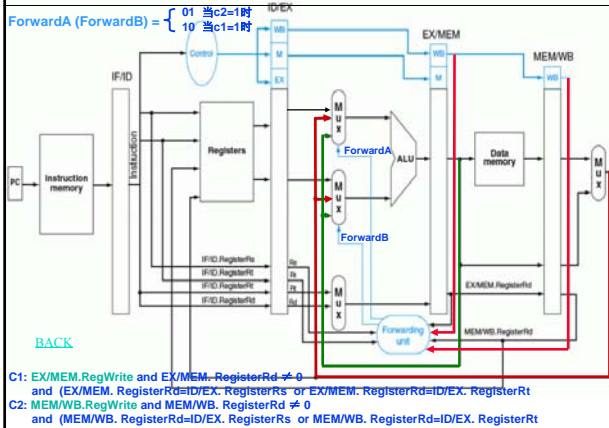 ID/EX
ForwardA (ForwardB) = { 01 当c2=1时
10 当c1=1时
WB
EX/MEM
Control
M
WB
MEM/WB
IF/ID
EX
M
WB
Instruction
M
u
x
Registers
ForwardA
ALU
PC
Instruction
memory
Data
memory
M
u
x
M
u
x
ForwardB
IF/ID.RegisterRs
Rs
IF/ID.RegisterRt
Rt
IF/ID.RegisterRt
Rt
M
u
x
EX/MEM.RegisterRd
IF/ID.RegisterRd
Rd
Forwarding
unit
MEM/WB.RegisterRd
BACK
C1: EX/MEM.RegWrite and EX/MEM. RegisterRd ≠ 0
and (EX/MEM. RegisterRd=ID/EX. RegisterRs or EX/MEM. RegisterRd=ID/EX. RegisterRt
C2: MEM/WB.RegWrite and MEM/WB. RegisterRd ≠ 0
and (MEM/WB. RegisterRd=ID/EX. RegisterRs or MEM/WB. RegisterRd=ID/EX. RegisterRt